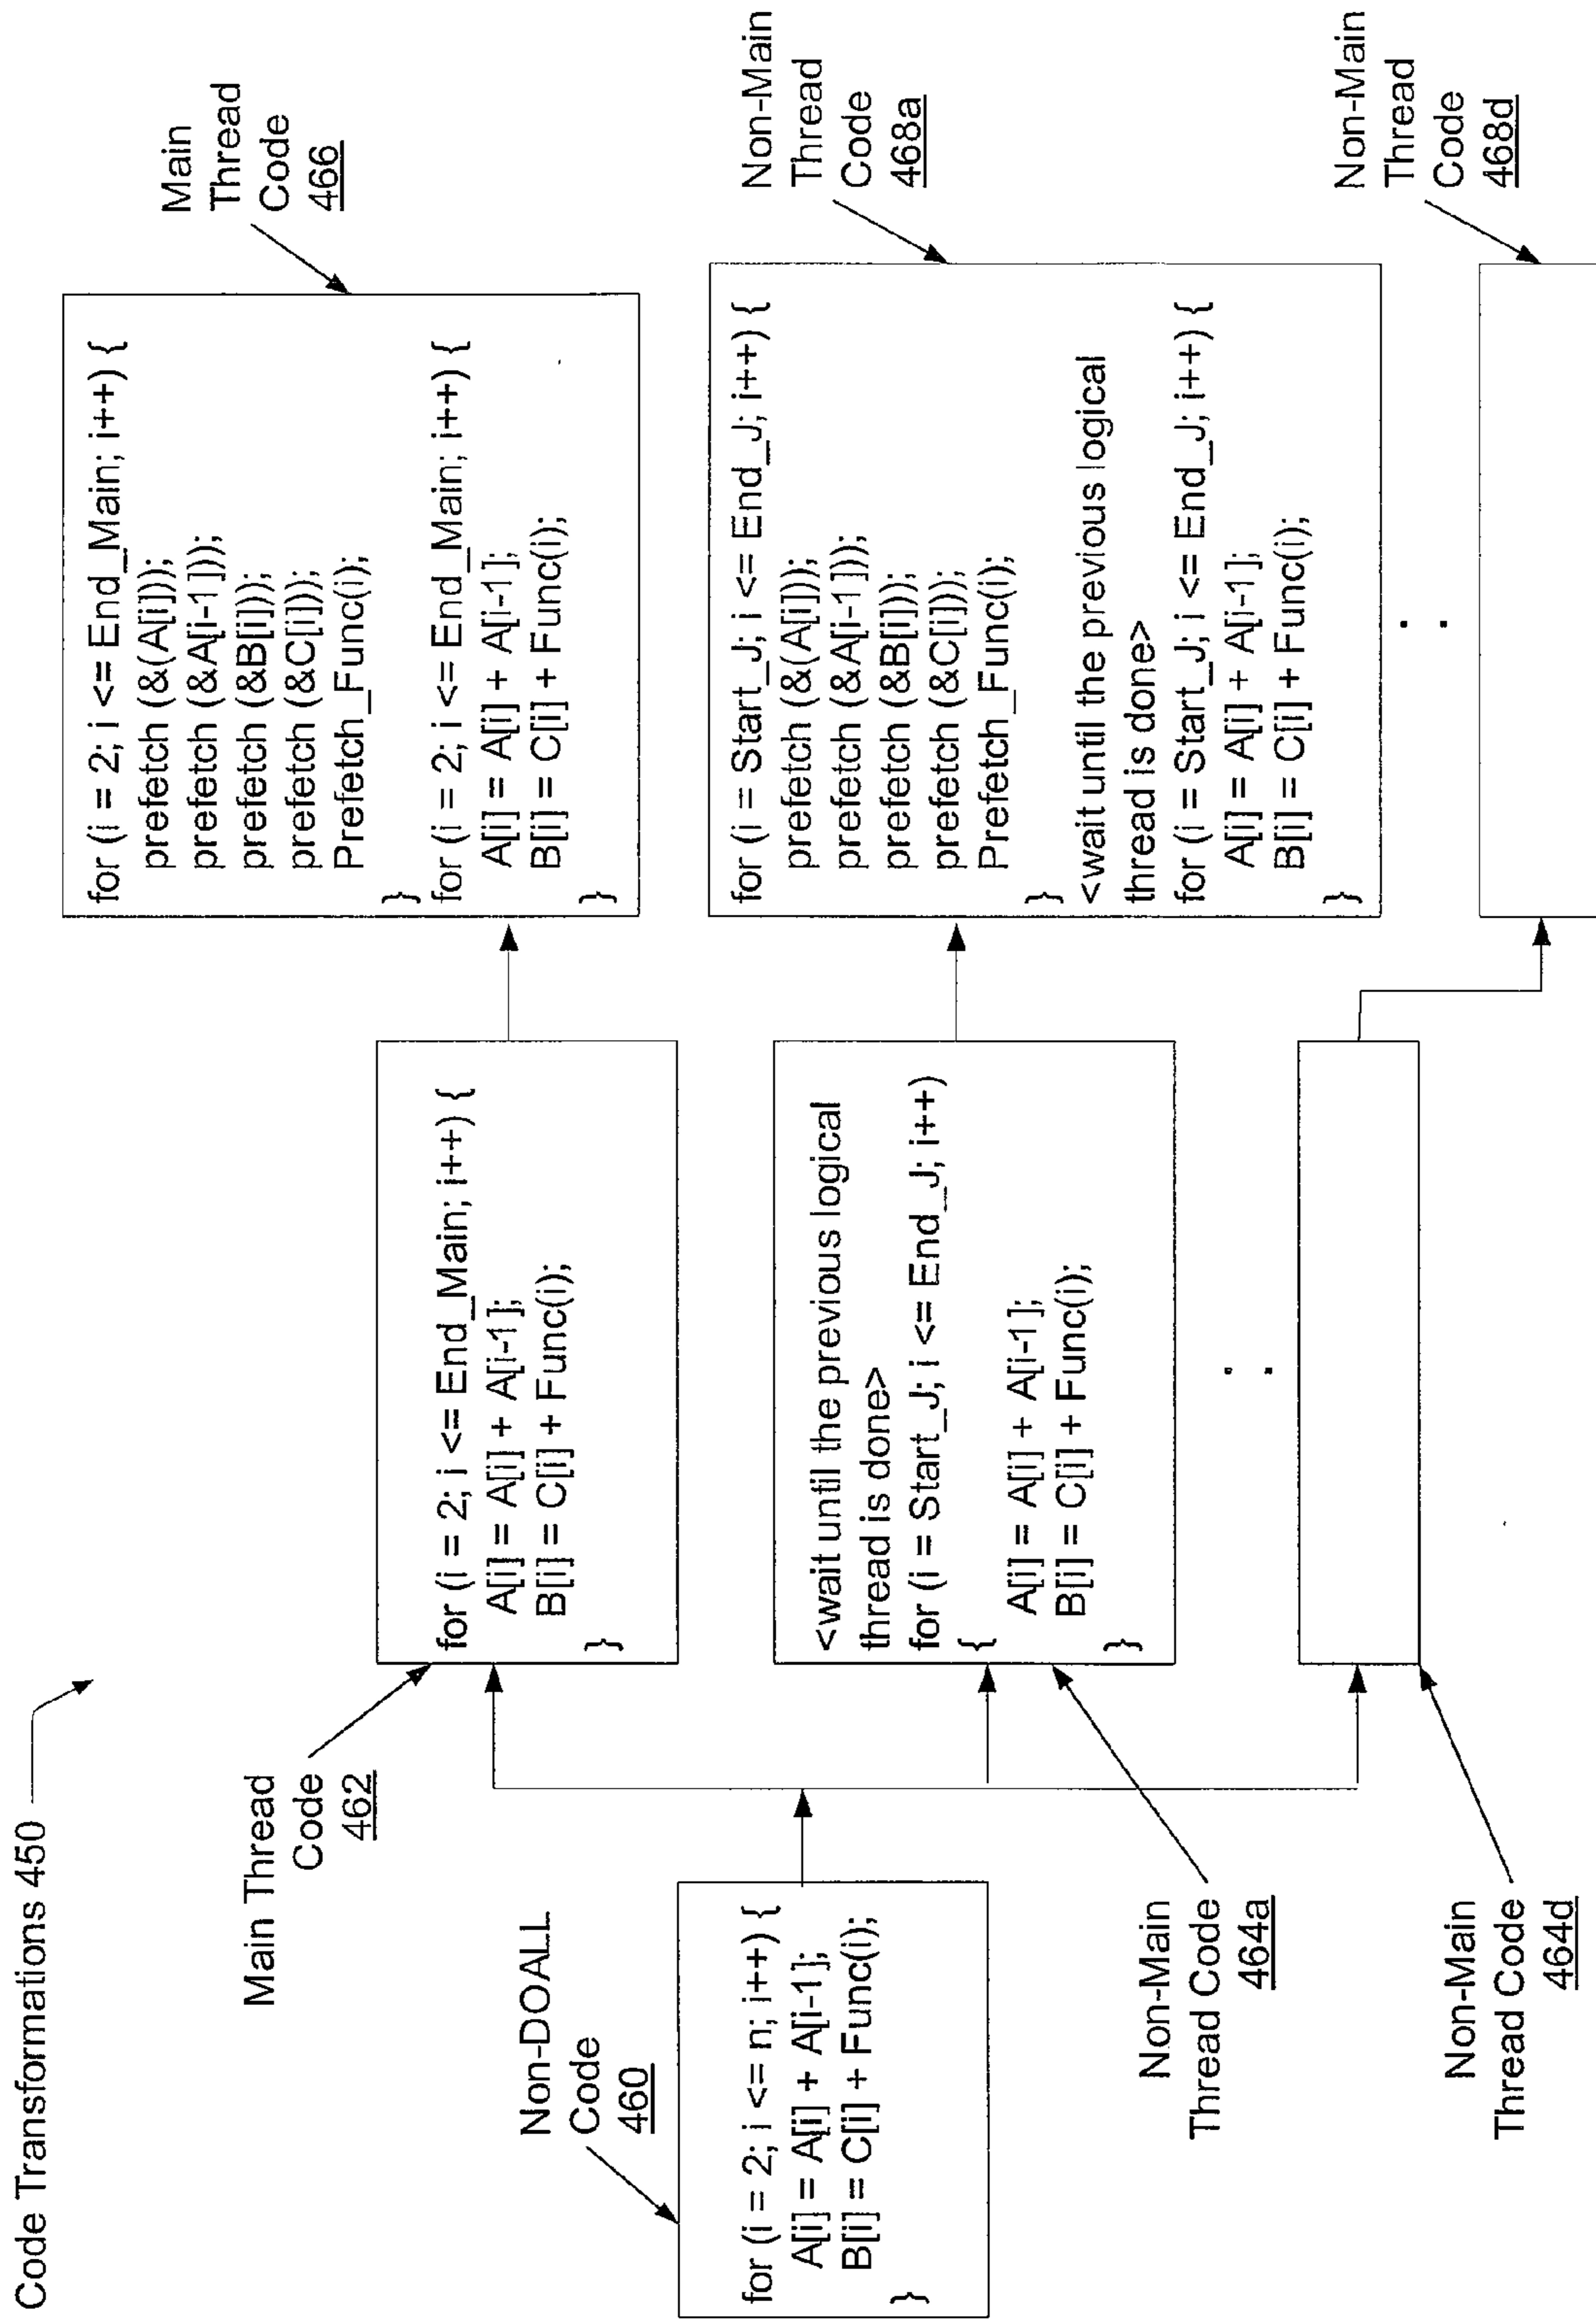 Code Transformations 450
Non-DOALL
Code
460
for (i = 2; i <= n; i++) {
A[i] = A[i] + A[i-1];
B[i] = C[i] + Func(i);
}
Main Thread
Code
462
for (i = 2; i <= End_Main; i++) {
A[i] = A[i] + A[i-1];
B[i] = C[i] + Func(i);
}
Non-Main
Thread Code
464a
<wait until the previous logical
thread is done>
for (i = Start_J; i <= End_J; i++)
{
A[i] = A[i] + A[i-1];
B[i] = C[i] + Func(i);
}
. .
Non-Main
Thread Code
464d
Main
Thread
Code
466
for (i = 2; i <= End_Main; i++) {
prefetch (&(A[i]));
prefetch (&A[i-1]));
prefetch (&B[i]));
prefetch (&C[i]));
Prefetch_Func(i);
}
for (i = 2; i <= End_Main; i++) {
A[i] = A[i] + A[i-1];
B[i] = C[i] + Func(i);
}
Non-Main
Thread
Code
468a
for (i = Start_J; i <= End_J; i++) {
prefetch (&(A[i]));
prefetch (&A[i-1]));
prefetch (&B[i]));
prefetch (&C[i]));
Prefetch_Func(i);
}
<wait until the previous logical
thread is done>
for (i = Start_J; i <= End_J; i++) {
A[i] = A[i] + A[i-1];
B[i] = C[i] + Func(i);
}
. .
Non-Main
Thread
Code
468d